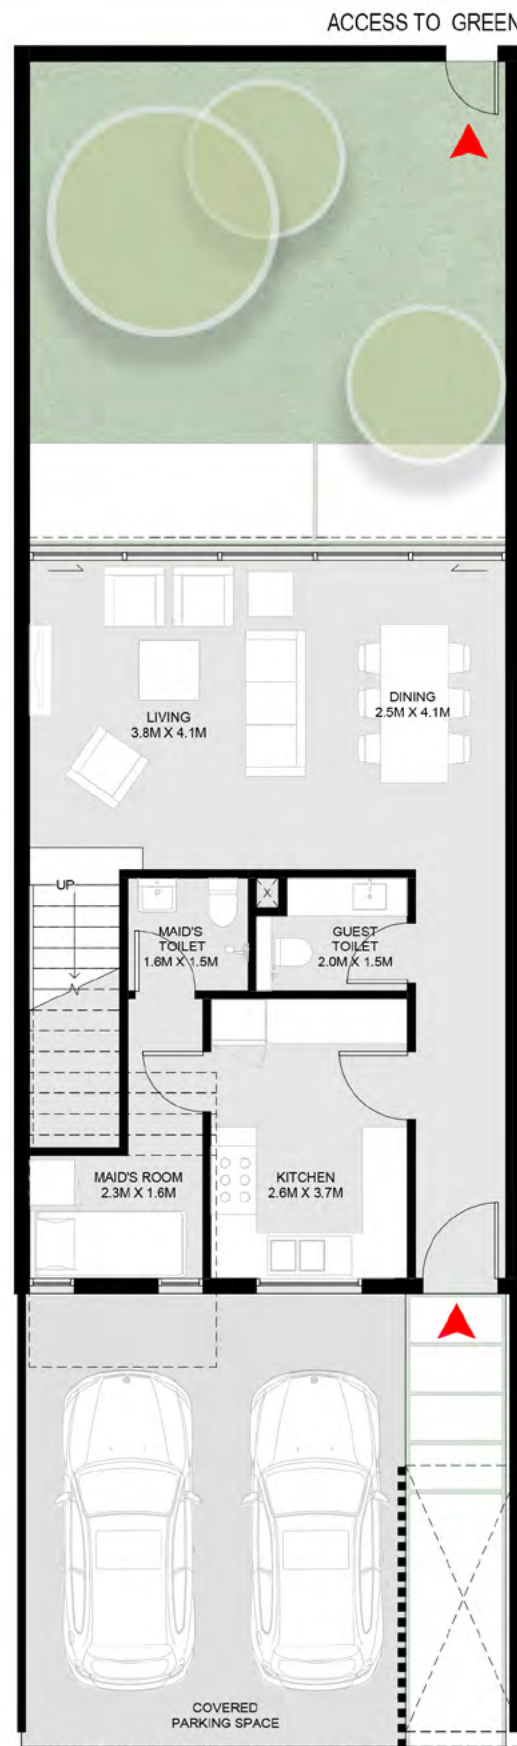 ACCESS TO GREEN
LIVING
3.8M X 4.1M
DINING
2.5M X 4.1M
UP
X
MAID'S
TOILET
1.6M X 1.5M
GUEST
TOILET
2.0M X 1.5M
MAID'S ROOM
2.3M X 1.6M
KITCHEN
2.6M X 3.7M
COVERED
PARKING SPACE